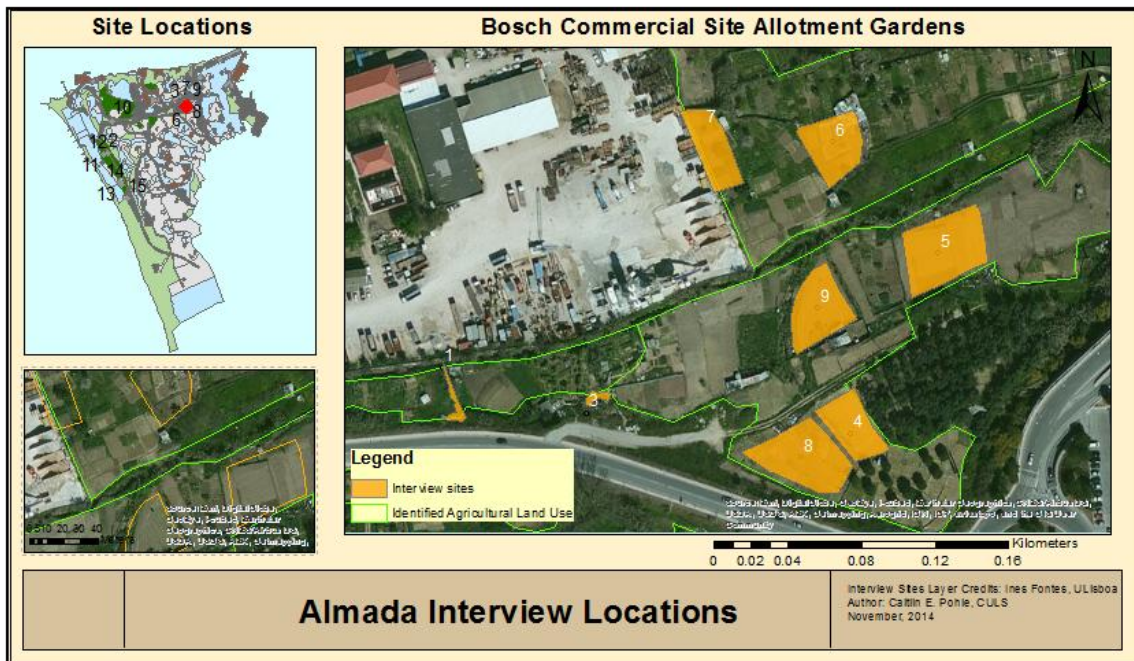 Site Locations
Bosch Commercial Site Allotment Gardens
N
379
10
8
6
1
12
2
11
14
15
13
7
6
5
9
1
3
4
8
Legend
Interview sites
Identified Agricultural Land Use
Kilometers
0 0.02 0.04 0.08 0.12 0.16
Almada Interview Locations
Interview Sites Layer Credits: Ines Fontes, ULisboa
Author: Caitlin E. Pohle, CULS
November, 2014